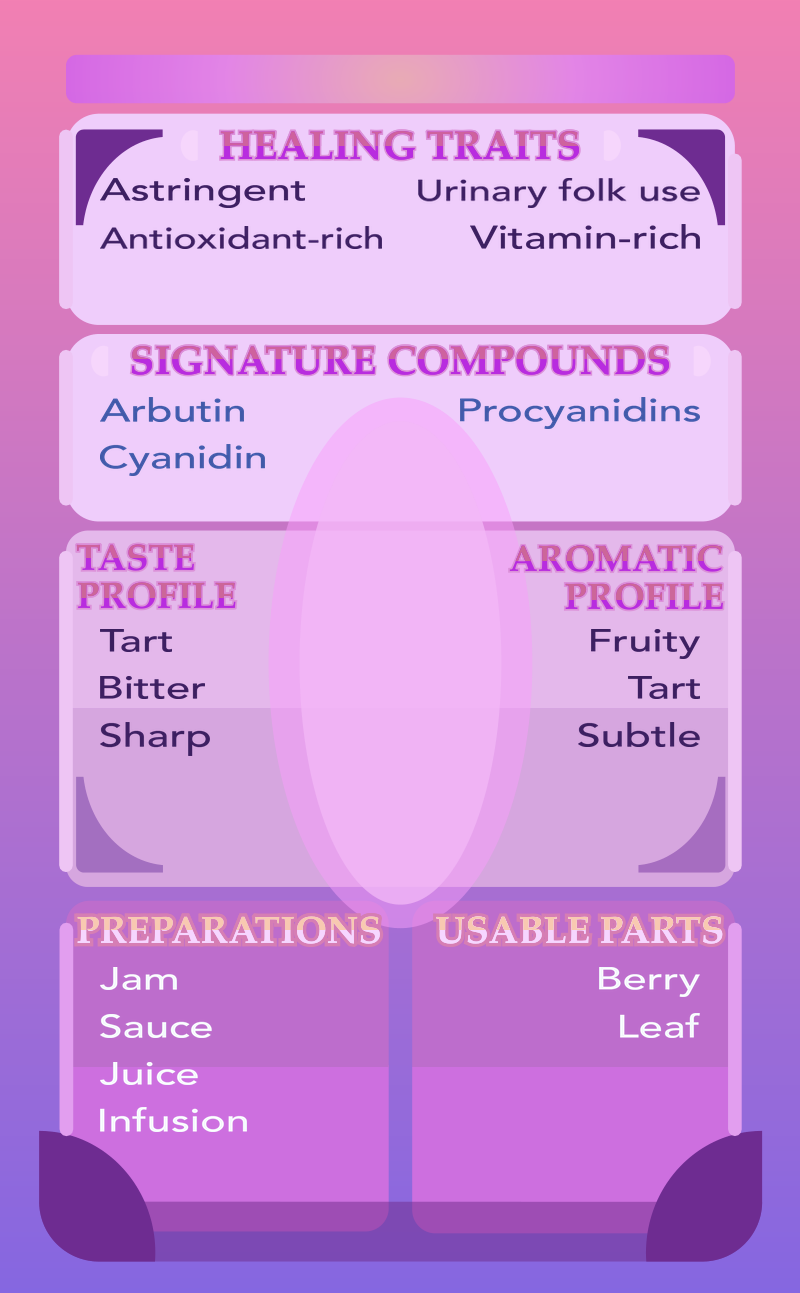 HEALING TRAITS
Astringent
Urinary folk use
Antioxidant-rich
Vitamin-rich
SIGNATURE COMPOUNDS
Arbutin
Procyanidins
Cyanidin
TASTE
PROFILE
Tart
Bitter
Sharp
AROMATIC
PROFILE
Fruity
Tart
Subtle
PREPARATIONS
Jam
Sauce
Juice
Infusion
USABLE PARTS
Berry
Leaf